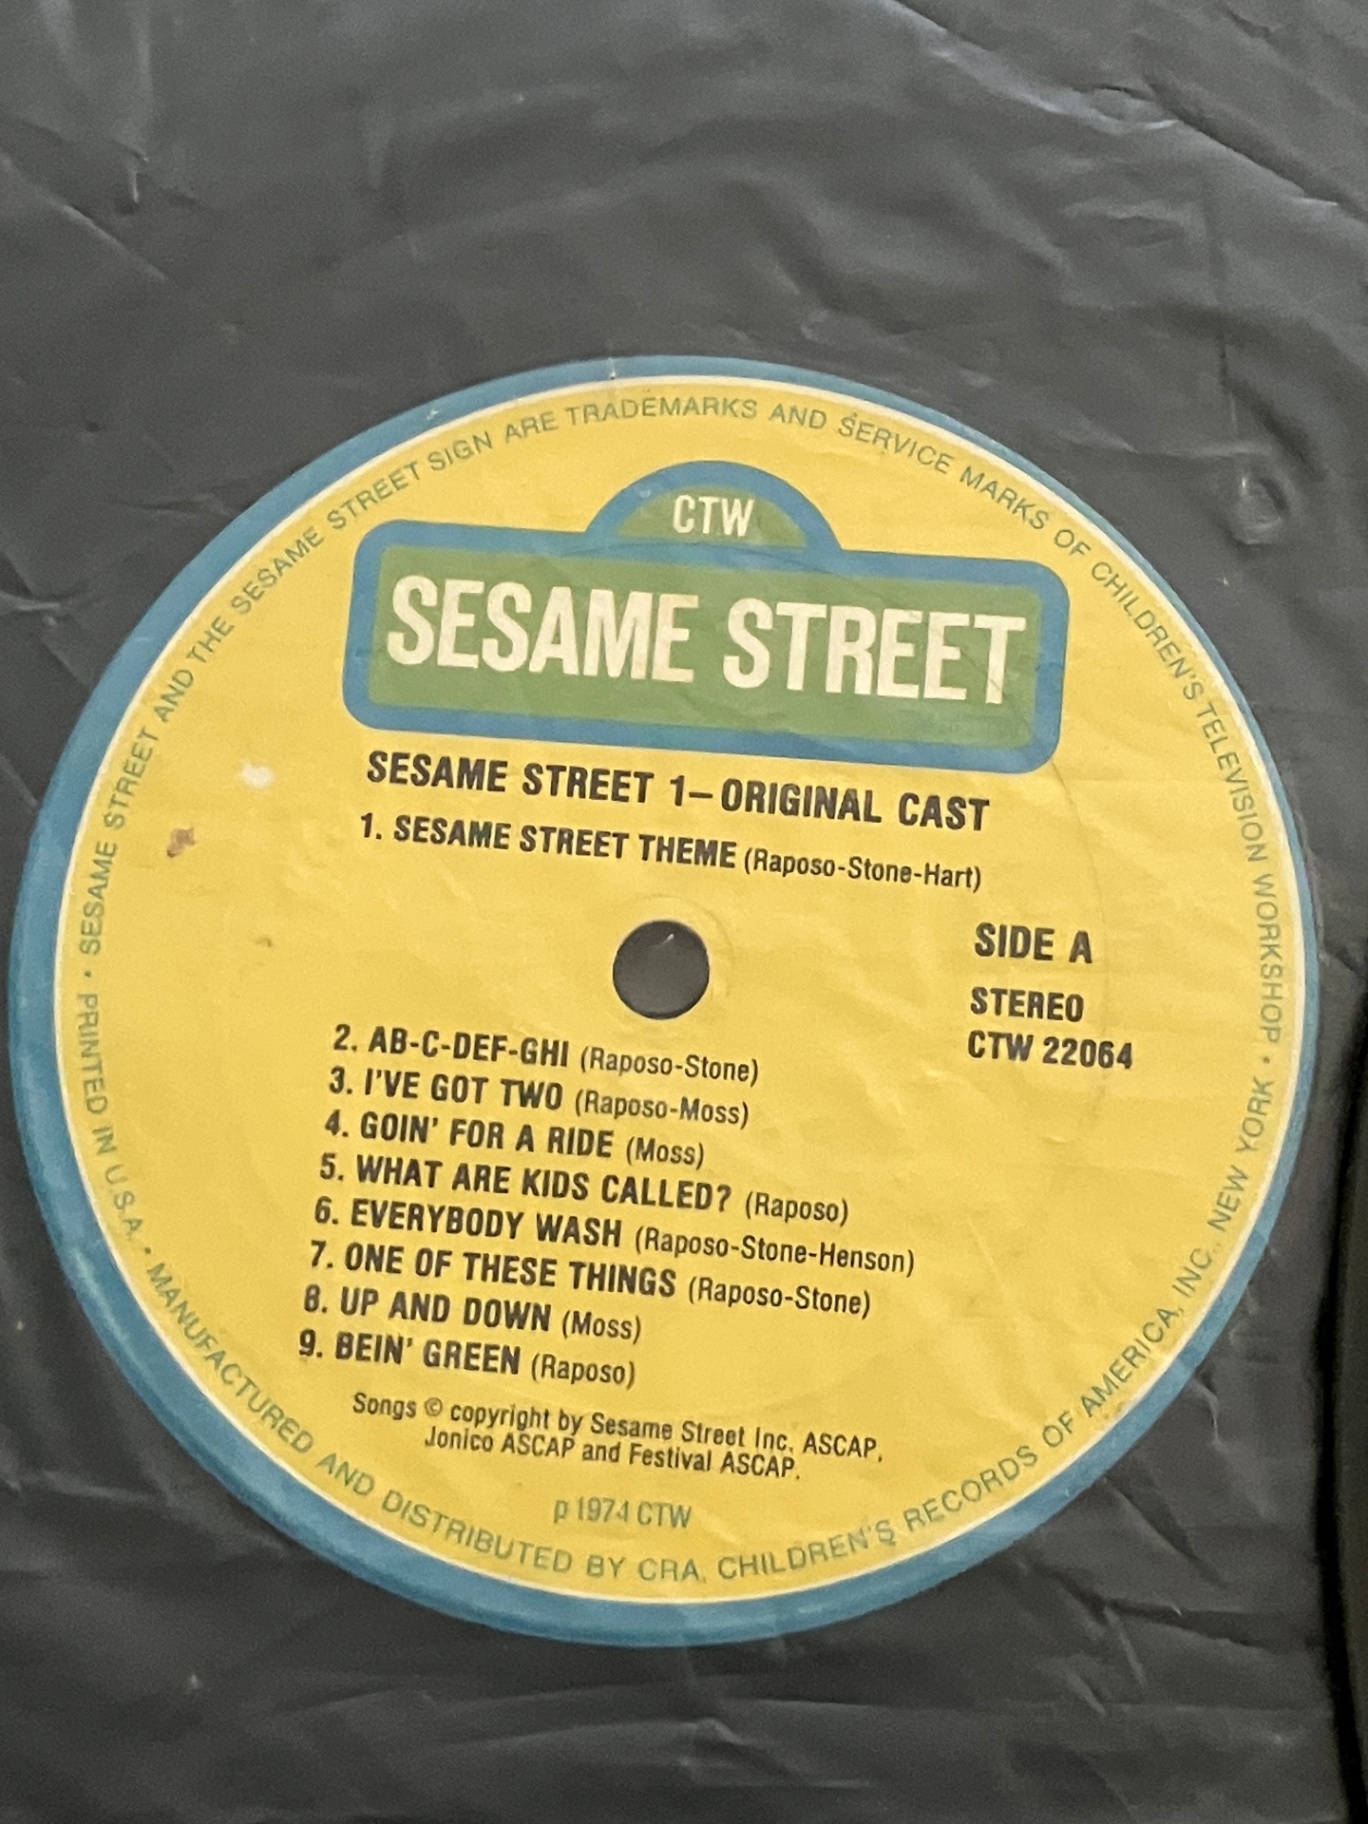 SESAME STREET AND THE SESAME STREET SIGN ARE TRADEMARKS AND SERVICE MARKS OF CHILDREN'S TELEVISION WORKSHOP •
CTW
SESAME STREET
SESAME STREET 1–ORIGINAL CAST
1. SESAME STREET THEME (Raposo-Stone-Hart)
SIDE A
STEREO
CTW 22064
2. AB-C-DEF-GHI (Raposo-Stone)
3. I'VE GOT TWO (Raposo-Moss)
4. GOIN' FOR A RIDE (Moss)
5. WHAT ARE KIDS CALLED? (Raposo)
6. EVERYBODY WASH (Raposo-Stone-Henson)
7. ONE OF THESE THINGS (Raposo-Stone)
8. UP AND DOWN (Moss)
9. BEIN' GREEN (Raposo)
Songs © copyright by Sesame Street Inc. ASCAP,
Jonico ASCAP and Festival ASCAP.
p 1974 CTW
PRINTED IN U.S.A. • MANUFACTURED AND DISTRIBUTED BY CRA, CHILDREN'S RECORDS OF AMERICA, INC., NEW YORK •